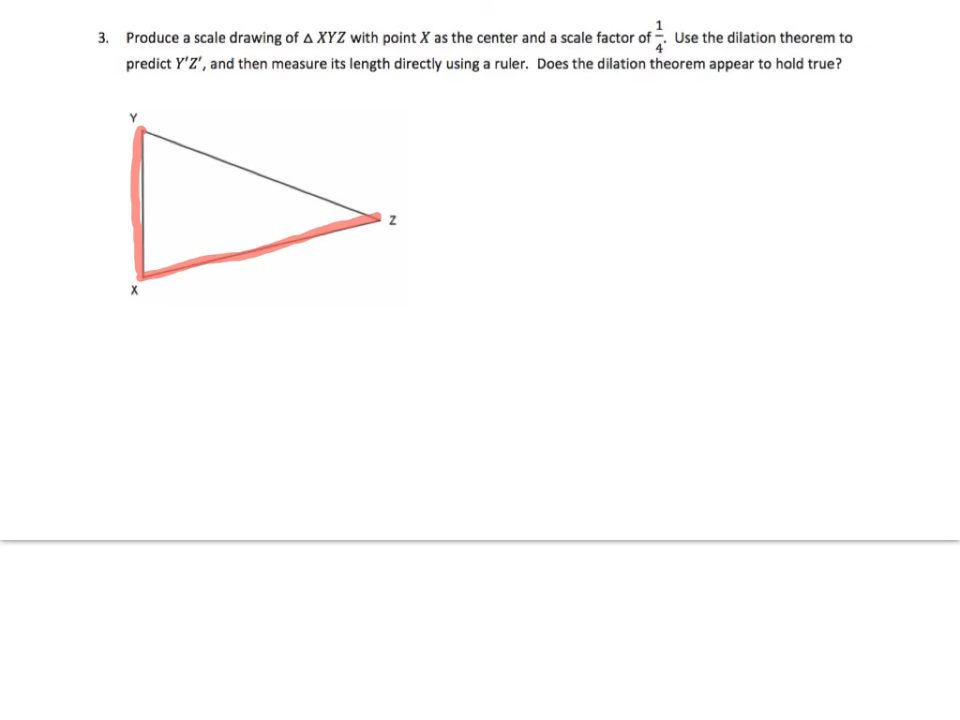 3. Produce a scale drawing of △ XYZ with point X as the center and a scale factor of 1/4. Use the dilation theorem to
predict Y′Z′, and then measure its length directly using a ruler. Does the dilation theorem appear to hold true?
Y
Z
X